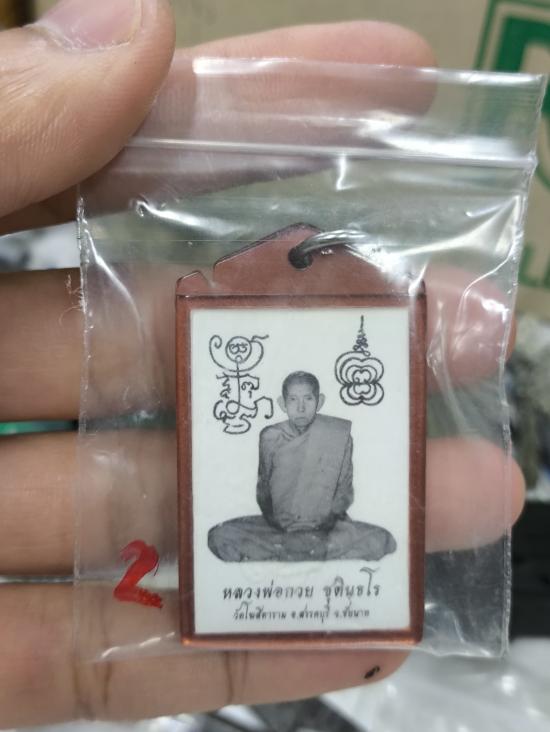 หลวงพ่อกวย ชุตินฺธโร
วัดโฆสิตาราม อ.สรรคบุรี จ.ชัยนาท
2